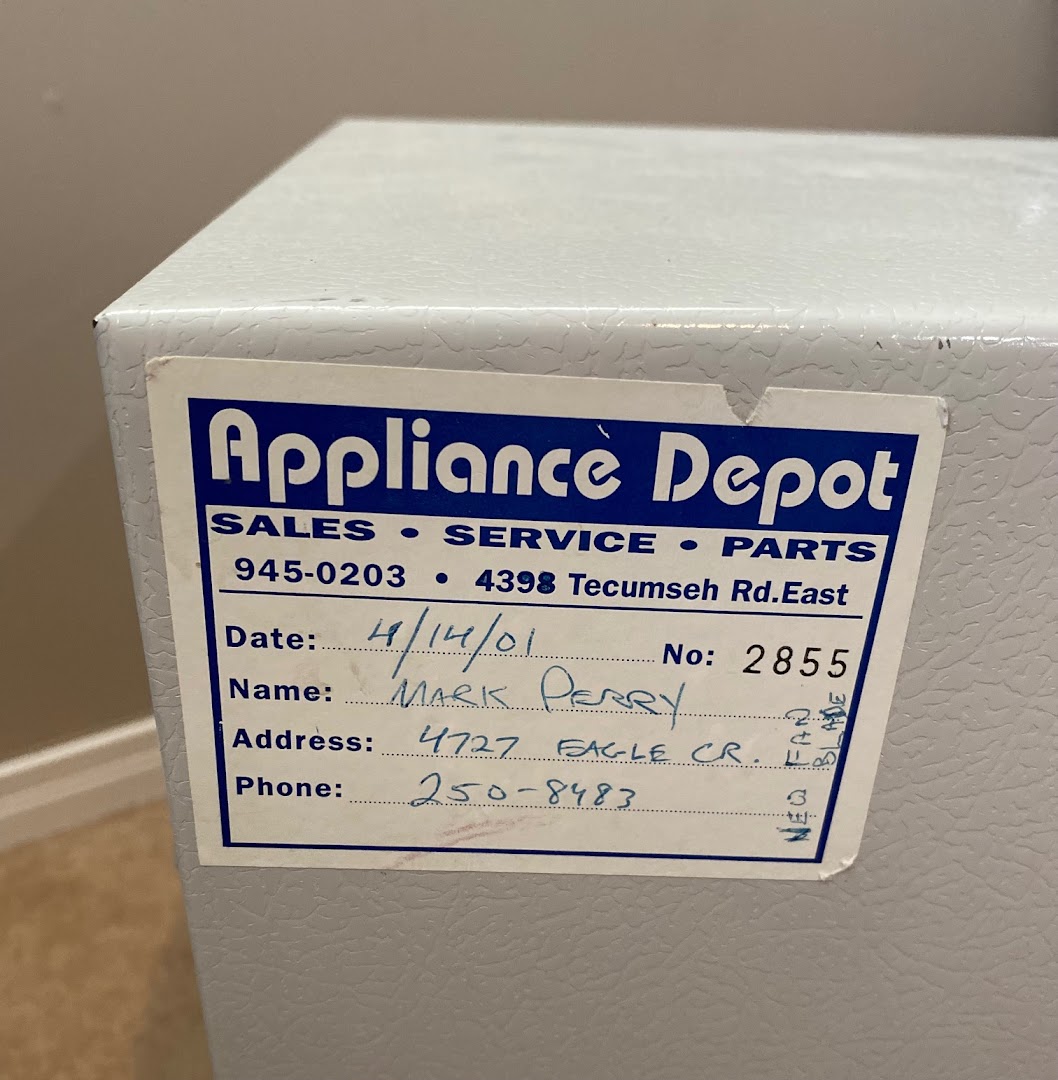 Appliance Depot
SALES • SERVICE • PARTS
945-0203 • 4398 Tecumseh Rd.East
Date: 4/14/01 No: 2855
Name: MARK PERRY
Address: 4727 EAGLE CR.
Phone: 250-8483
NEW FAN
BLADE